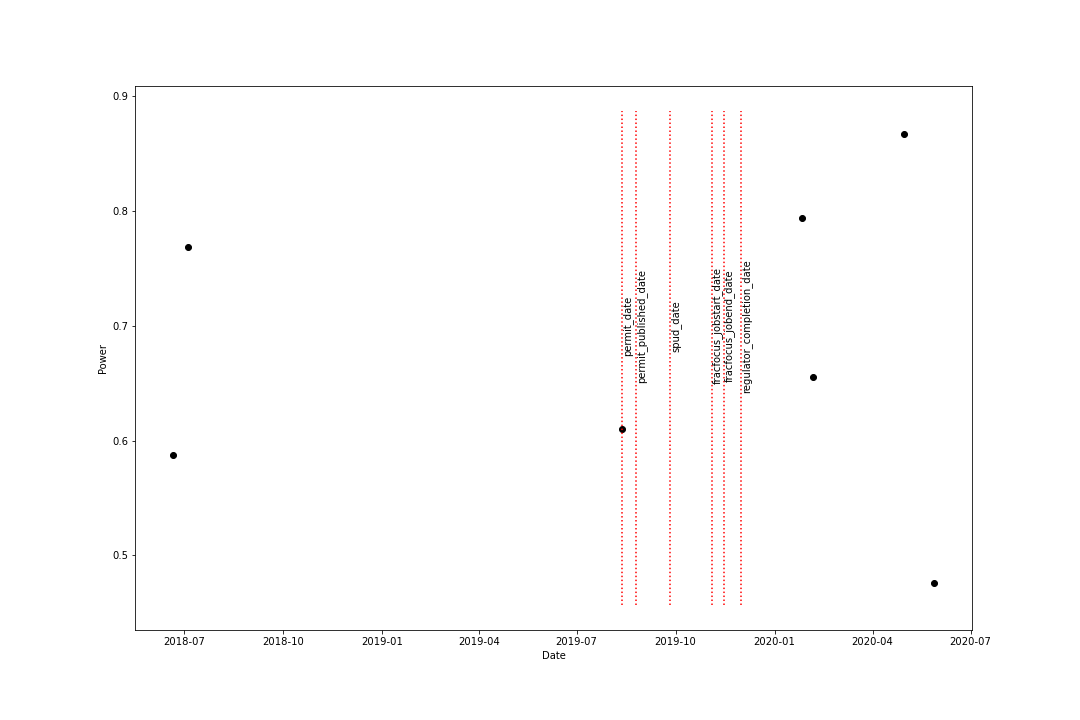 0.9
0.8
0.7
0.6
0.5
Power
permit_date
permit_published_date
spud_date
fracfocus_jobstart_date
fracfocus_jobend_date
regulator_completion_date
2018-07
2018-10
2019-01
2019-04
2019-07
2019-10
2020-01
2020-04
2020-07
Date